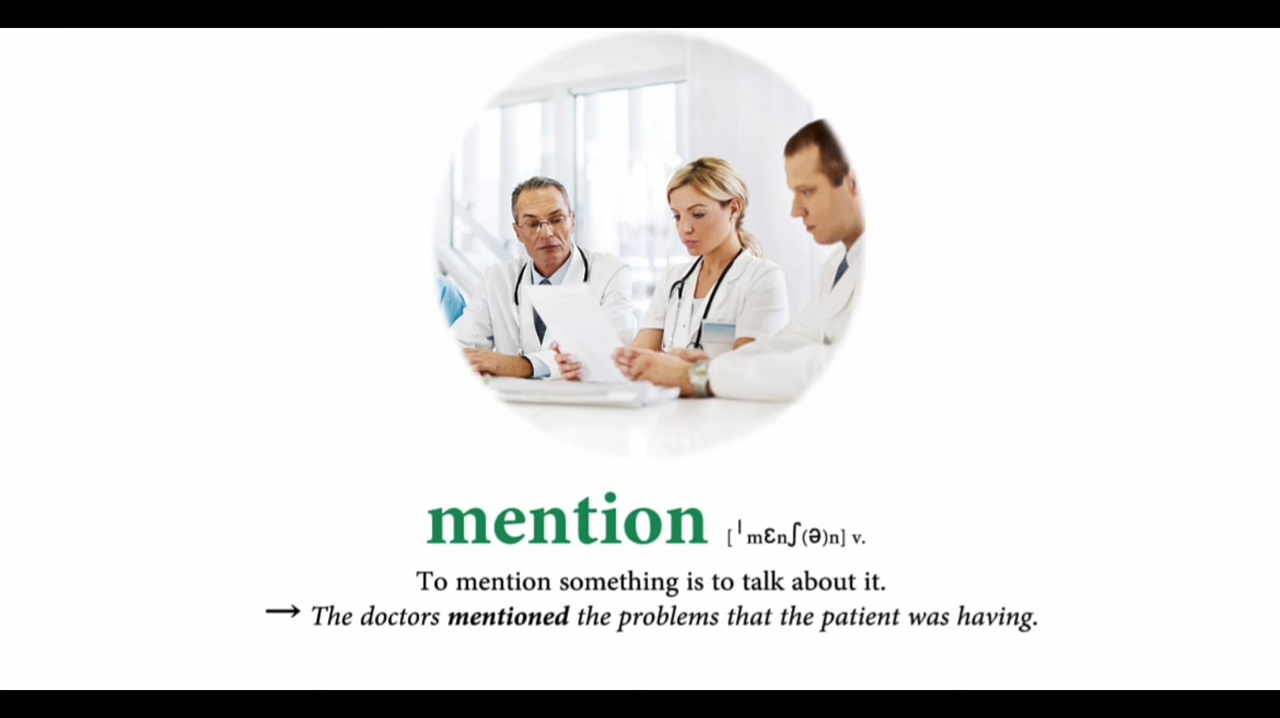 mention [ˈmɛnʃ(ə)n] v.
To mention something is to talk about it.
→ The doctors mentioned the problems that the patient was having.